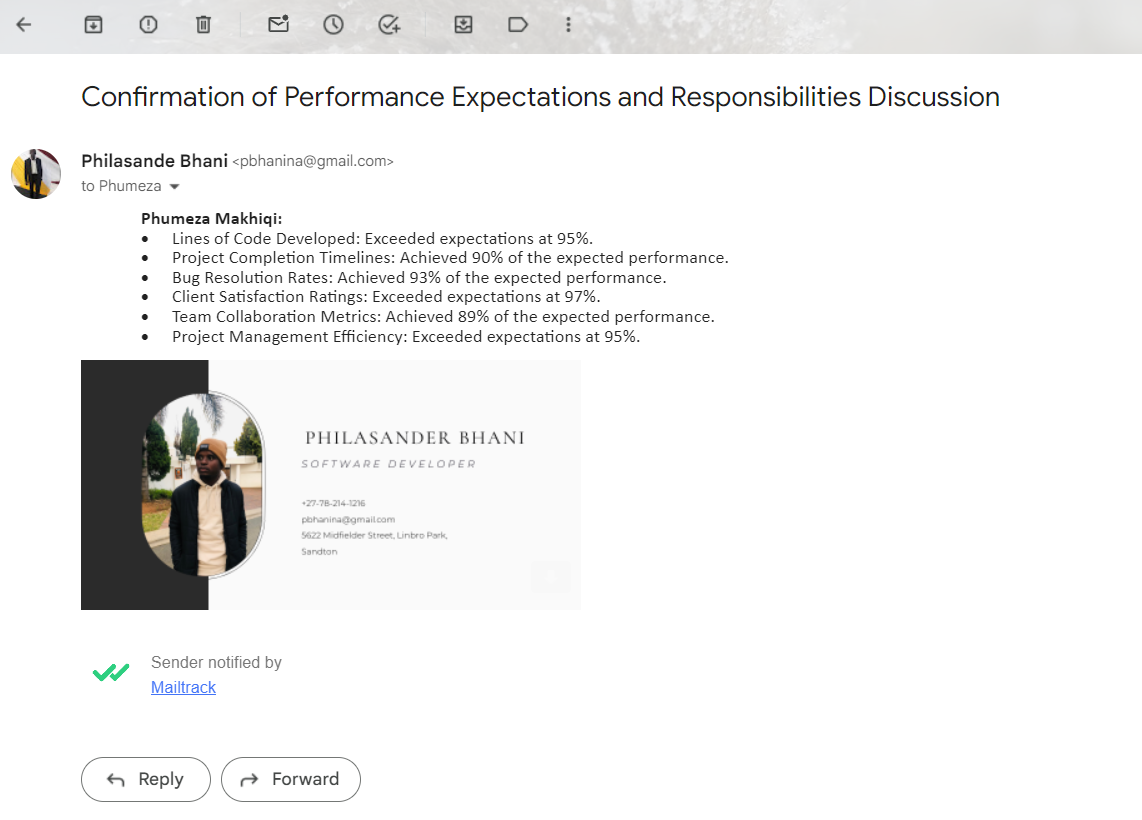 Confirmation of Performance Expectations and Responsibilities Discussion
Philasande Bhani <pbhanina@gmail.com>
to Phumeza
Phumeza Makhiqi:
• Lines of Code Developed: Exceeded expectations at 95%.
• Project Completion Timelines: Achieved 90% of the expected performance.
• Bug Resolution Rates: Achieved 93% of the expected performance.
• Client Satisfaction Ratings: Exceeded expectations at 97%.
• Team Collaboration Metrics: Achieved 89% of the expected performance.
• Project Management Efficiency: Exceeded expectations at 95%.
PHILASANDER BHANI
SOFTWARE DEVELOPER
+27-78-214-1216
pbhanina@gmail.com
5622 Midfielder Street, Linbro Park,
Sandton
Sender notified by
Mailtrack
Reply
Forward